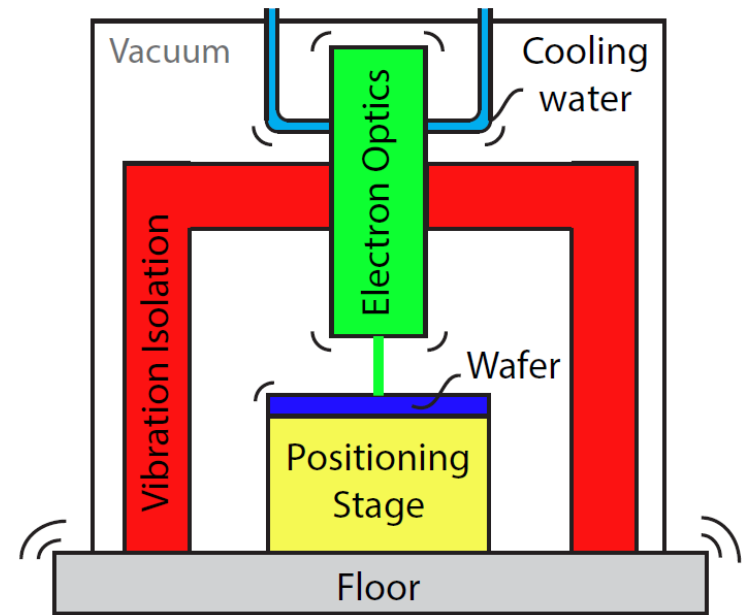 Vacuum
Cooling
water
Electron Optics
Vibration Isolation
Wafer
Positioning
Stage
Floor